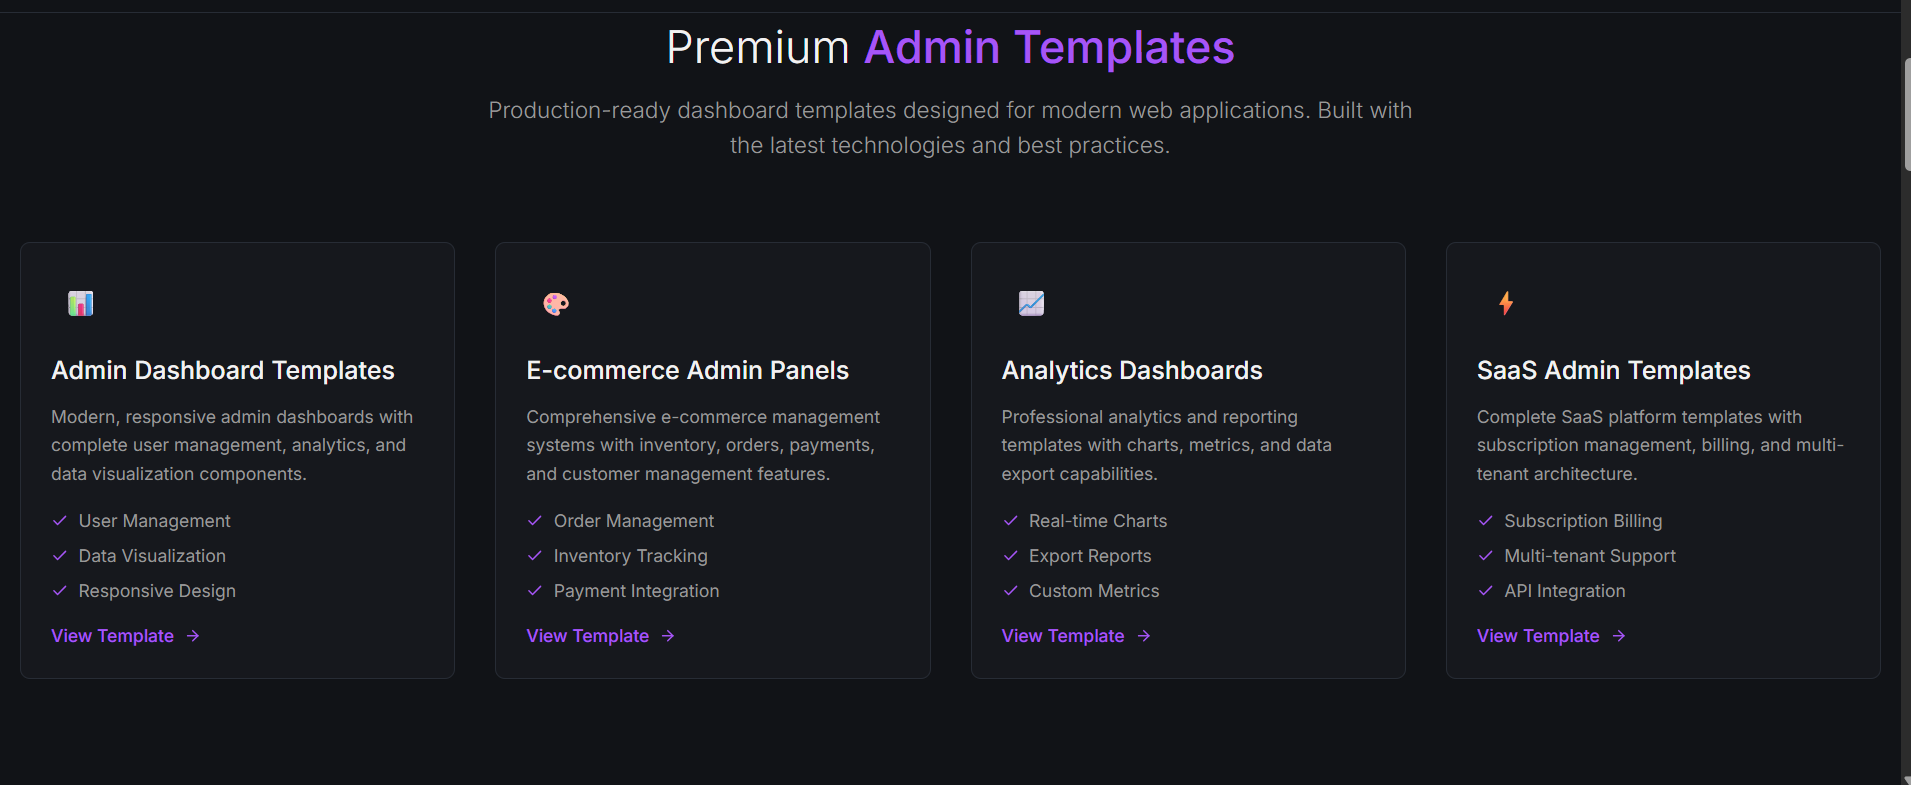 Premium Admin Templates
Production-ready dashboard templates designed for modern web applications. Built with
the latest technologies and best practices.
Admin Dashboard Templates
Modern, responsive admin dashboards with
complete user management, analytics, and
data visualization components.
User Management
Data Visualization
Responsive Design
View Template →
E-commerce Admin Panels
Comprehensive e-commerce management
systems with inventory, orders, payments,
and customer management features.
Order Management
Inventory Tracking
Payment Integration
View Template →
Analytics Dashboards
Professional analytics and reporting
templates with charts, metrics, and data
export capabilities.
Real-time Charts
Export Reports
Custom Metrics
View Template →
SaaS Admin Templates
Complete SaaS platform templates with
subscription management, billing, and multi-
tenant architecture.
Subscription Billing
Multi-tenant Support
API Integration
View Template →